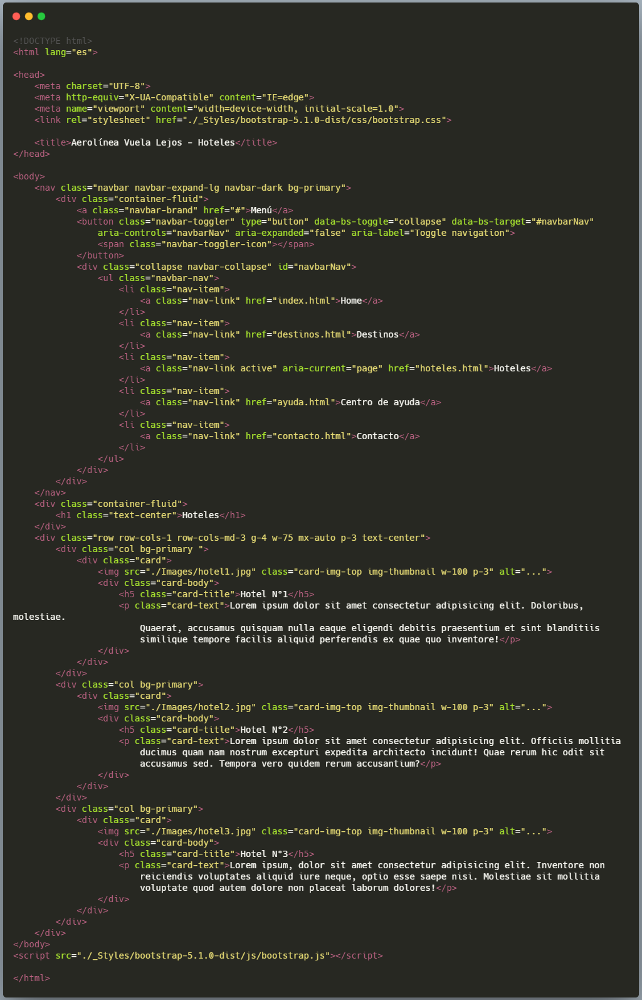 <!DOCTYPE html>
<html lang="es">

<head>
    <meta charset="UTF-8">
    <meta http-equiv="X-UA-Compatible" content="IE=edge">
    <meta name="viewport" content="width=device-width, initial-scale=1.0">
    <link rel="stylesheet" href="./_Styles/bootstrap-5.1.0-dist/css/bootstrap.css">

    <title>Aerolínea Vuela Lejos - Hoteles</title>
</head>

<body>
    <nav class="navbar navbar-expand-lg navbar-dark bg-primary">
        <div class="container-fluid">
            <a class="navbar-brand" href="#">Menú</a>
            <button class="navbar-toggler" type="button" data-bs-toggle="collapse" data-bs-target="#navbarNav"
                aria-controls="navbarNav" aria-expanded="false" aria-label="Toggle navigation">
                <span class="navbar-toggler-icon"></span>
            </button>
            <div class="collapse navbar-collapse" id="navbarNav">
                <ul class="navbar-nav">
                    <li class="nav-item">
                        <a class="nav-link" href="index.html">Home</a>
                    </li>
                    <li class="nav-item">
                        <a class="nav-link" href="destinos.html">Destinos</a>
                    </li>
                    <li class="nav-item">
                        <a class="nav-link active" aria-current="page" href="hoteles.html">Hoteles</a>
                    </li>
                    <li class="nav-item">
                        <a class="nav-link" href="ayuda.html">Centro de ayuda</a>
                    </li>
                    <li class="nav-item">
                        <a class="nav-link" href="contacto.html">Contacto</a>
                    </li>
                </ul>
            </div>
        </div>
    </nav>
    <div class="container-fluid">
        <h1 class="text-center">Hoteles</h1>
    </div>
    <div class="row row-cols-1 row-cols-md-3 g-4 w-75 mx-auto p-3 text-center">
        <div class="col bg-primary ">
            <div class="card">
                <img src="./Images/hotel1.jpg" class="card-img-top img-thumbnail w-100 p-3" alt="...">
                <div class="card-body">
                    <h5 class="card-title">Hotel N°1</h5>
                    <p class="card-text">Lorem ipsum dolor sit amet consectetur adipisicing elit. Doloribus,
molestiae.
                        Quaerat, accusamus quisquam nulla eaque eligendi debitis praesentium et sint blanditiis
                        similique tempore facilis aliquid perferendis ex quae quo inventore!</p>
                </div>
            </div>
        </div>
        <div class="col bg-primary">
            <div class="card">
                <img src="./Images/hotel2.jpg" class="card-img-top img-thumbnail w-100 p-3" alt="...">
                <div class="card-body">
                    <h5 class="card-title">Hotel N°2</h5>
                    <p class="card-text">Lorem ipsum dolor sit amet consectetur adipisicing elit. Officiis mollitia
                        ducimus quam nam nostrum excepturi expedita architecto incidunt! Quae rerum hic odit sit
                        accusamus sed. Tempora vero quidem rerum accusantium?</p>
                </div>
            </div>
        </div>
        <div class="col bg-primary">
            <div class="card">
                <img src="./Images/hotel3.jpg" class="card-img-top img-thumbnail w-100 p-3" alt="...">
                <div class="card-body">
                    <h5 class="card-title">Hotel N°3</h5>
                    <p class="card-text">Lorem ipsum, dolor sit amet consectetur adipisicing elit. Inventore non
                        reiciendis voluptates aliquid iure neque, optio esse saepe nisi. Molestiae sit mollitia
                        voluptate quod autem dolore non placeat laborum dolores!</p>
                </div>
            </div>
        </div>
    </div>
</body>
<script src="./_Styles/bootstrap-5.1.0-dist/js/bootstrap.js"></script>

</html>